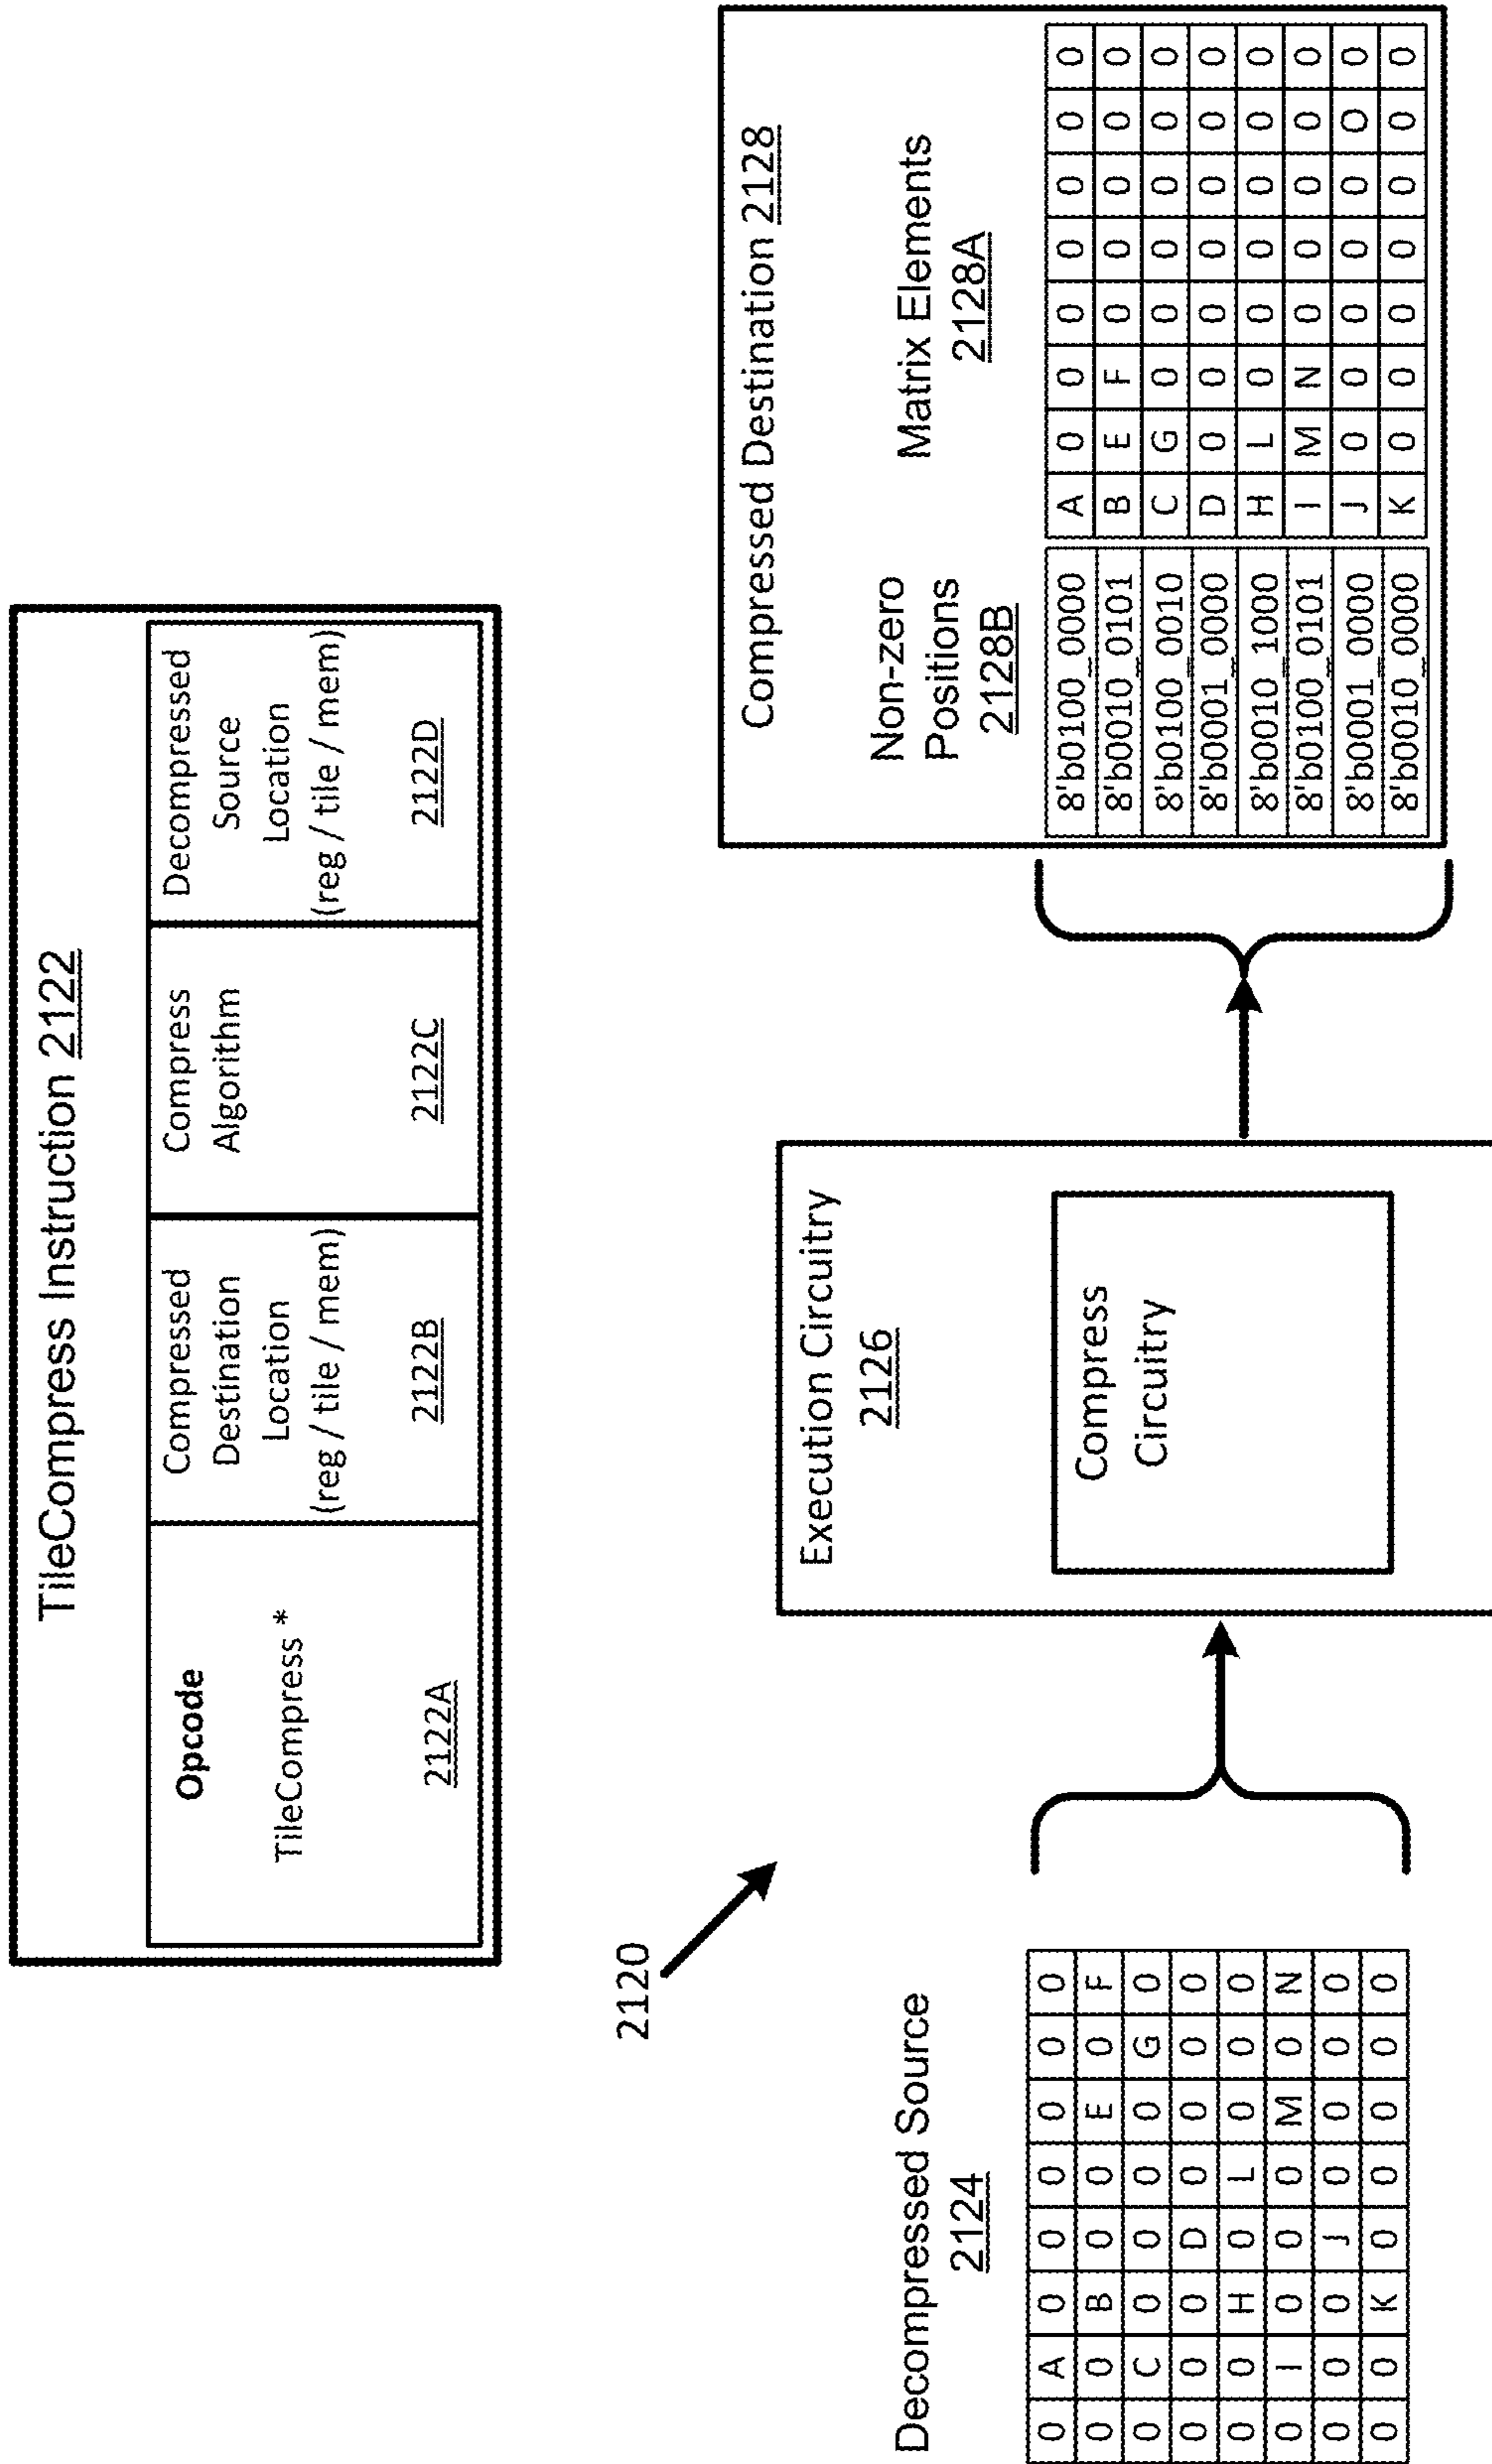 TileCompress Instruction 2122
Opcode
TileCompress *
2122A
Compressed
Destination
Location
(reg / tile / mem)
2122B
Compress
Algorithm
2122C
Decompressed
Source
Location
(reg / tile / mem)
2122D
2120
Decompressed Source
2124
0 A 0 0 0 0 0 0
0 0 B 0 0 E 0 F
0 C 0 0 0 0 G 0
0 0 0 D 0 0 0 0
0 0 H 0 L 0 0 0
0 I 0 0 0 M 0 N
0 0 0 J 0 0 0 0
0 0 K 0 0 0 0 0
Execution Circuitry
2126
Compress
Circuitry
Compressed Destination 2128
Non-zero
Positions
2128B
Matrix Elements
2128A
8'b0100_0000 A 0 0 0 0 0 0 0
8'b0010_0101 B E F 0 0 0 0 0
8'b0100_0010 C G 0 0 0 0 0 0
8'b0001_0000 D 0 0 0 0 0 0 0
8'b0010_1000 H L 0 0 0 0 0 0
8'b0100_0101 I M N 0 0 0 0 0
8'b0001_0000 J 0 0 0 0 0 O 0
8'b0010_0000 K 0 0 0 0 0 0 0